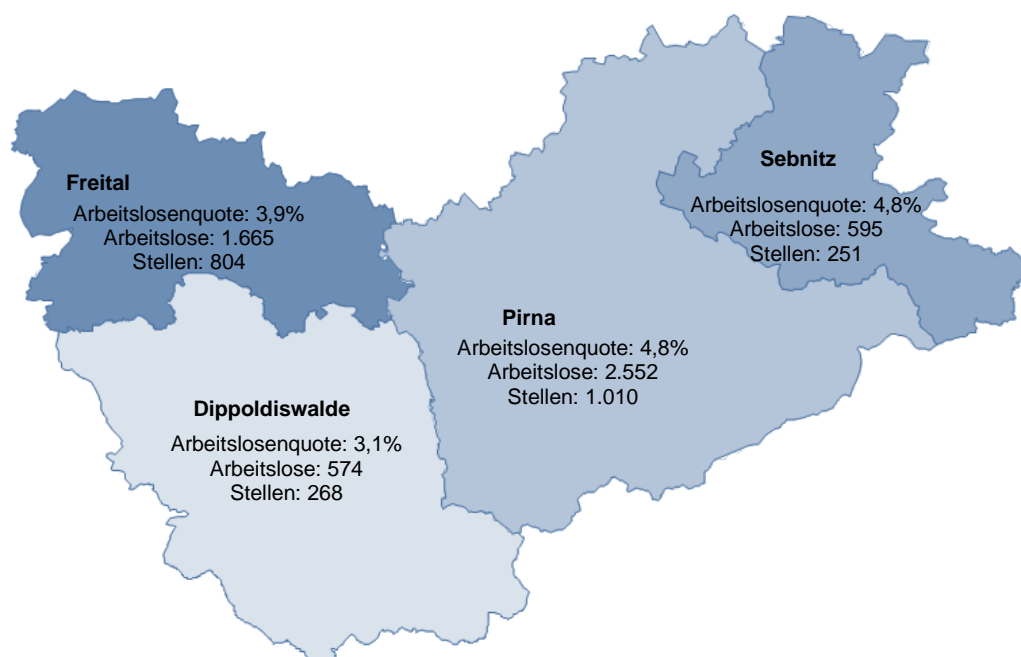 Freital
Arbeitslosenquote: 3,9%
Arbeitslose: 1.665
Stellen: 804
Sebnitz
Arbeitslosenquote: 4,8%
Arbeitslose: 595
Stellen: 251
Pirna
Arbeitslosenquote: 4,8%
Arbeitslose: 2.552
Stellen: 1.010
Dippoldiswalde
Arbeitslosenquote: 3,1%
Arbeitslose: 574
Stellen: 268